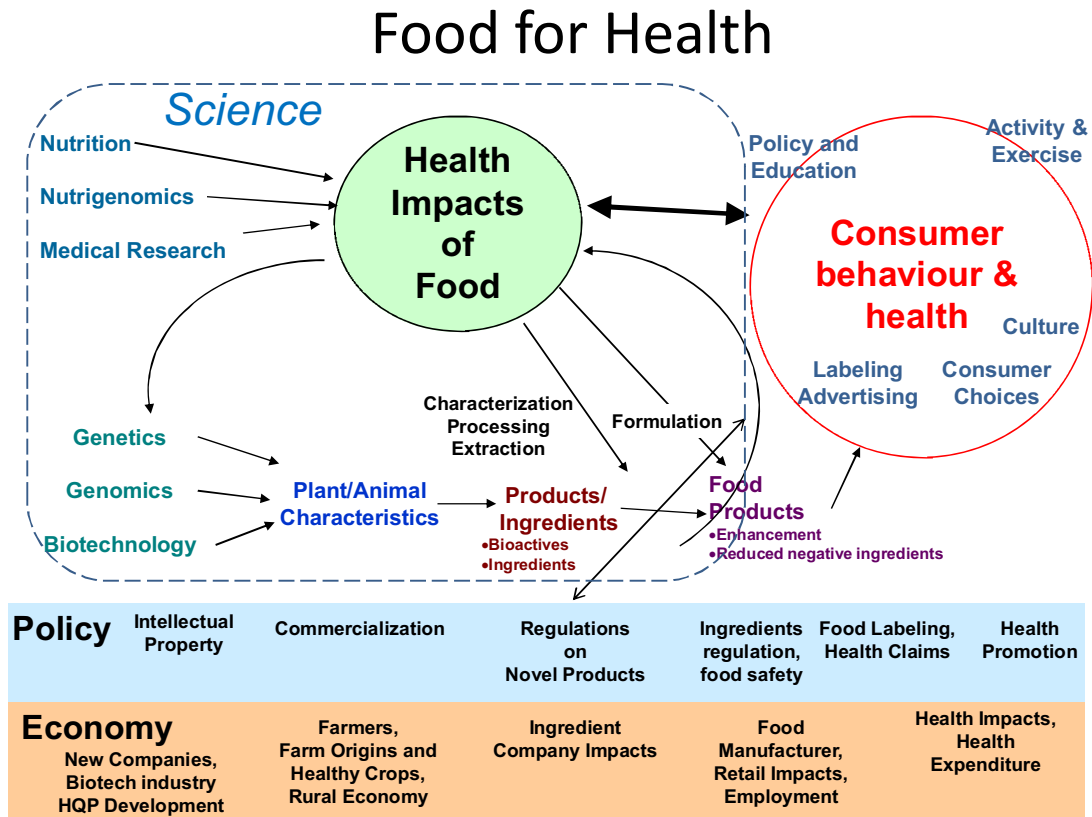 Food for Health
Science
Nutrition
Nutrigenomics
Medical Research
Health
Impacts
of
Food
Policy and
Education
Activity &
Exercise
Consumer
behaviour &
health
Culture
Labeling
Advertising
Consumer
Choices
Characterization
Processing
Extraction
Formulation
Genetics
Genomics
Biotechnology
Plant/Animal
Characteristics
Products/
Ingredients
•Bioactives
•Ingredients
Food
Products
•Enhancement
•Reduced negative ingredients
Policy
Intellectual
Property
Commercialization
Regulations
on
Novel Products
Ingredients
regulation,
food safety
Food Labeling,
Health Claims
Health
Promotion
Economy
New Companies,
Biotech industry
HQP Development
Farmers,
Farm Origins and
Healthy Crops,
Rural Economy
Ingredient
Company Impacts
Food
Manufacturer,
Retail Impacts,
Employment
Health Impacts,
Health
Expenditure